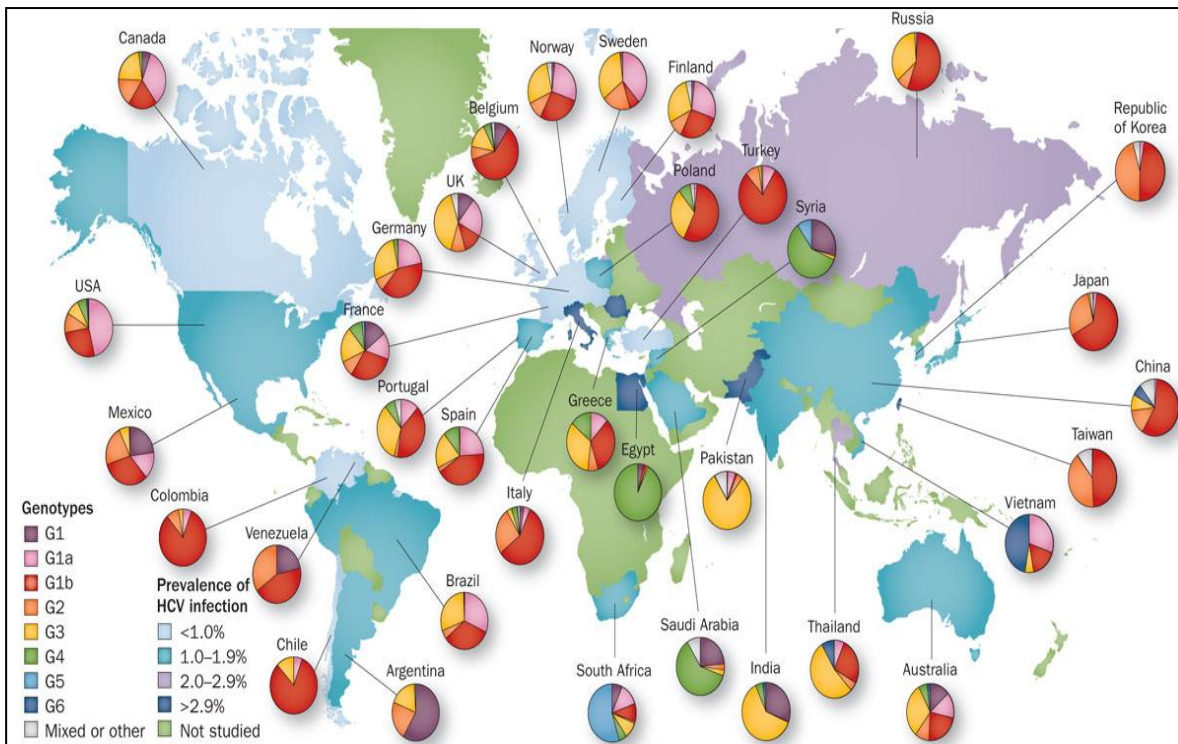 Canada
Norway
Sweden
Russia
Finland
Belgium
Republic
of Korea
Poland
Turkey
UK
Syria
Germany
USA
France
Japan
China
Portugal
Spain
Greece
Egypt
Pakistan
Mexico
Taiwan
Colombia
Italy
Vietnam
Venezuela
Brazil
Saudi Arabia
Thailand
Chile
Argentina
South Africa
India
Australia
Genotypes
G1
G1a
G1b
G2
G3
G4
G5
G6
Mixed or other
Prevalence of
HCV infection
<1.0%
1.0–1.9%
2.0–2.9%
>2.9%
Not studied